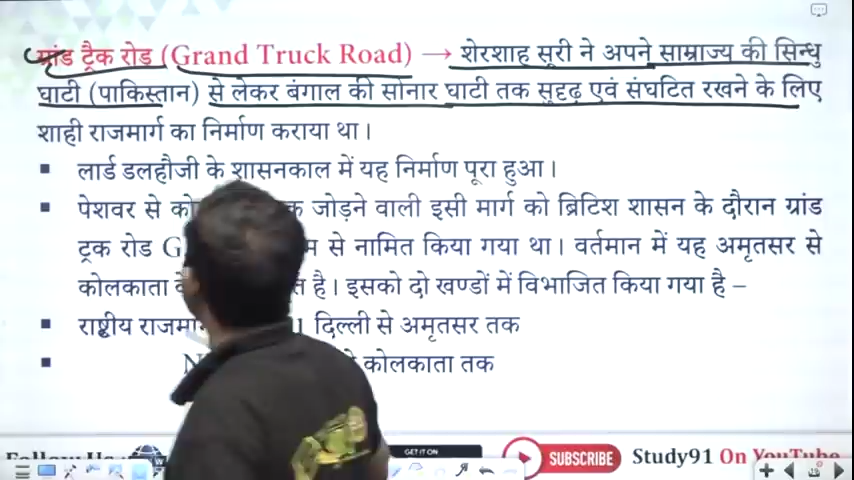 ग्रांड ट्रैक रोड (Grand Truck Road) → शेरशाह सूरी ने अपने साम्राज्य की सिन्धु
घाटी (पाकिस्तान) से लेकर बंगाल की सोनार घाटी तक सुदृढ़ एवं संघटित रखने के लिए
शाही राजमार्ग का निर्माण कराया था।
▪ लार्ड डलहौजी के शासनकाल में यह निर्माण पूरा हुआ।
▪ पेशवर से को जोड़ने वाली इसी मार्ग को ब्रिटिश शासन के दौरान ग्रांड
ट्रक रोड G से नामित किया गया था। वर्तमान में यह अमृतसर से
कोलकाता है। इसको दो खण्डों में विभाजित किया गया है –
▪ राष्ट्रीय दिल्ली से अमृतसर तक
▪ N कोलकाता तक
Follow Us
GET IT ON
SUBSCRIBE
Study91 On YouTube